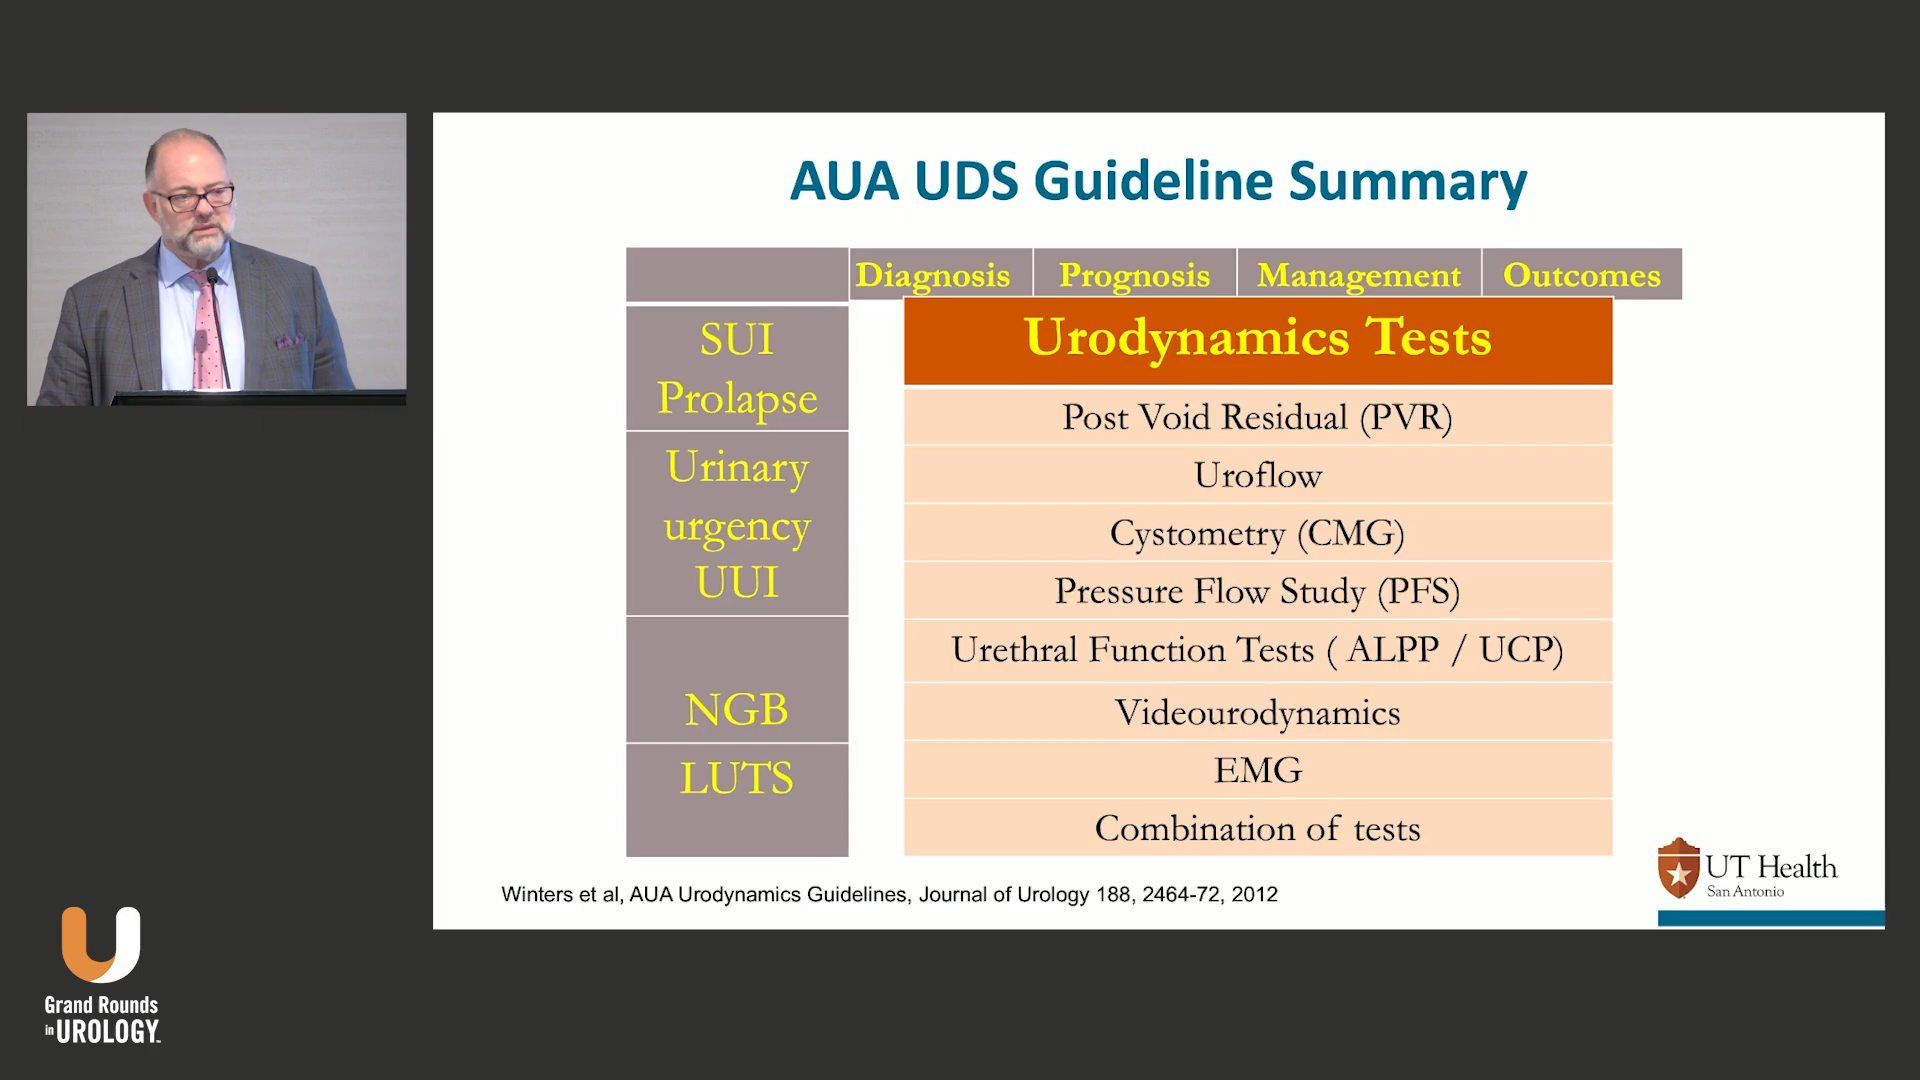 AUA UDS Guideline Summary
Diagnosis Prognosis Management Outcomes
SUI
Prolapse
Urinary
urgency
UUI
NGB
LUTS
Urodynamics Tests
Post Void Residual (PVR)
Uroflow
Cystometry (CMG)
Pressure Flow Study (PFS)
Urethral Function Tests ( ALPP / UCP)
Videourodynamics
EMG
Combination of tests
Winters et al, AUA Urodynamics Guidelines, Journal of Urology 188, 2464-72, 2012
UT Health
San Antonio
Grand Rounds
in UROLOGY™